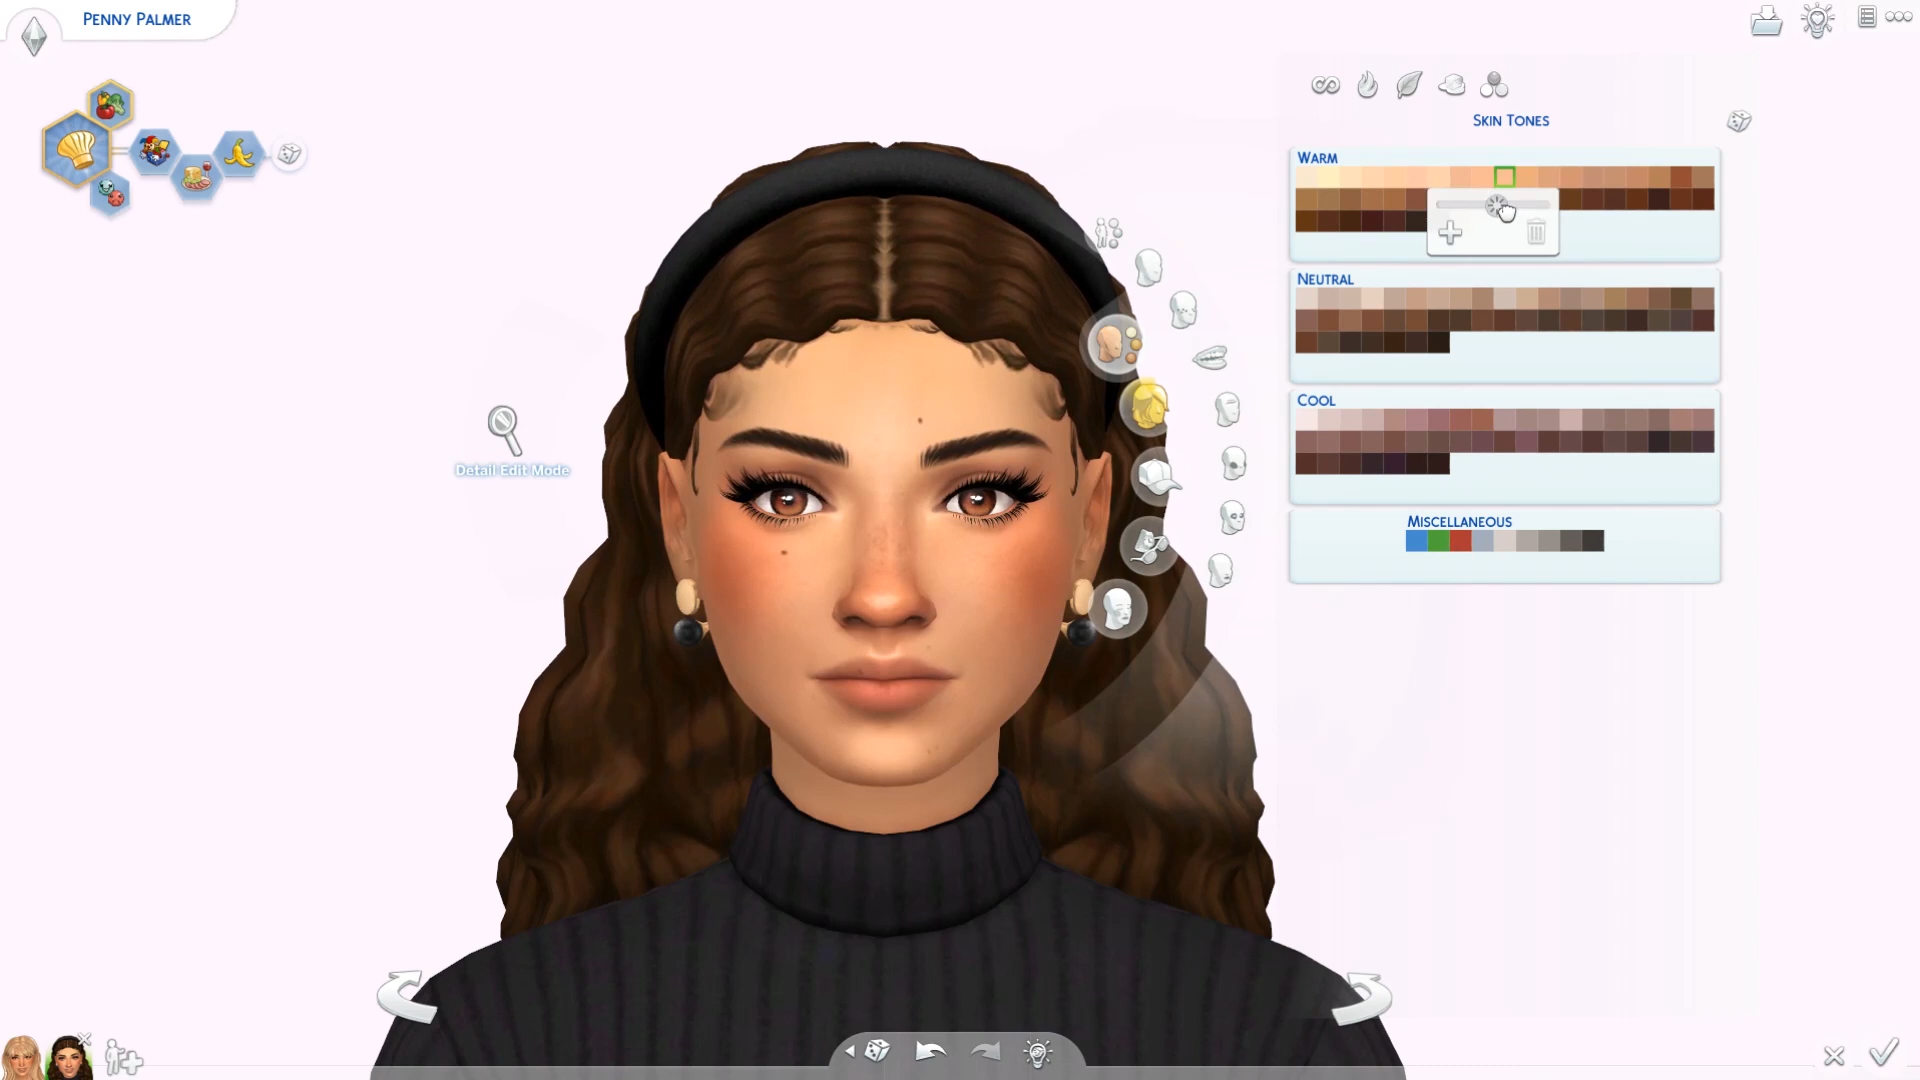 PENNY PALMER
SKIN TONES
WARM
NEUTRAL
Detail Edit Mode
COOL
MISCELLANEOUS